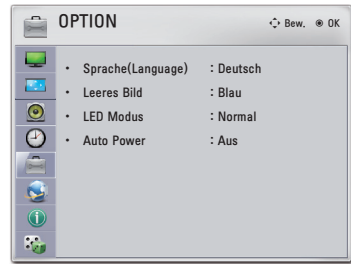 OPTION
Bew. OK
• Sprache(Language) : Deutsch
• Leeres Bild : Blau
• LED Modus : Normal
• Auto Power : Aus